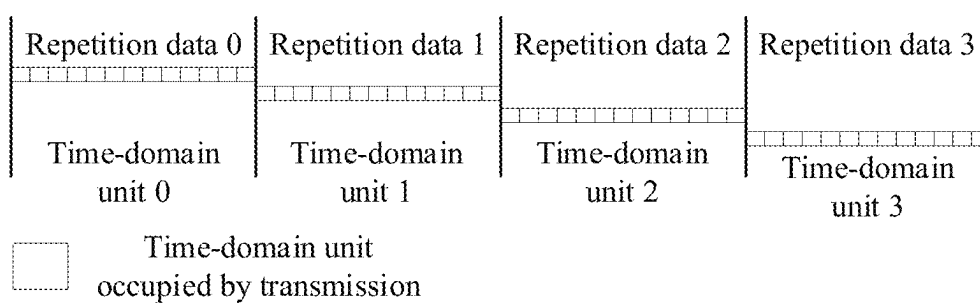 Repetition data 0
Repetition data 1
Repetition data 2
Repetition data 3
Time-domain
unit 0
Time-domain
unit 1
Time-domain
unit 2
Time-domain
unit 3
Time-domain unit
occupied by transmission